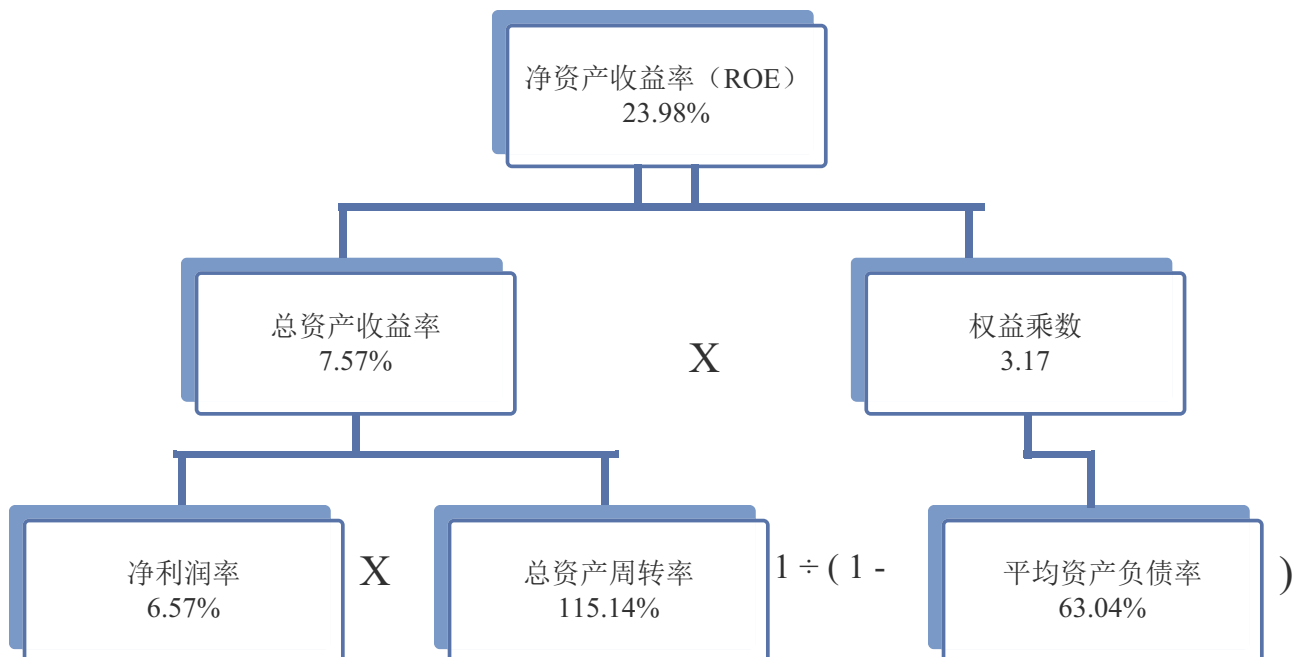 净资产收益率（ROE）
23.98%
总资产收益率
7.57%
X
权益乘数
3.17
净利润率
6.57%
X
总资产周转率
115.14%
1 ÷ ( 1 -
平均资产负债率
63.04%
)